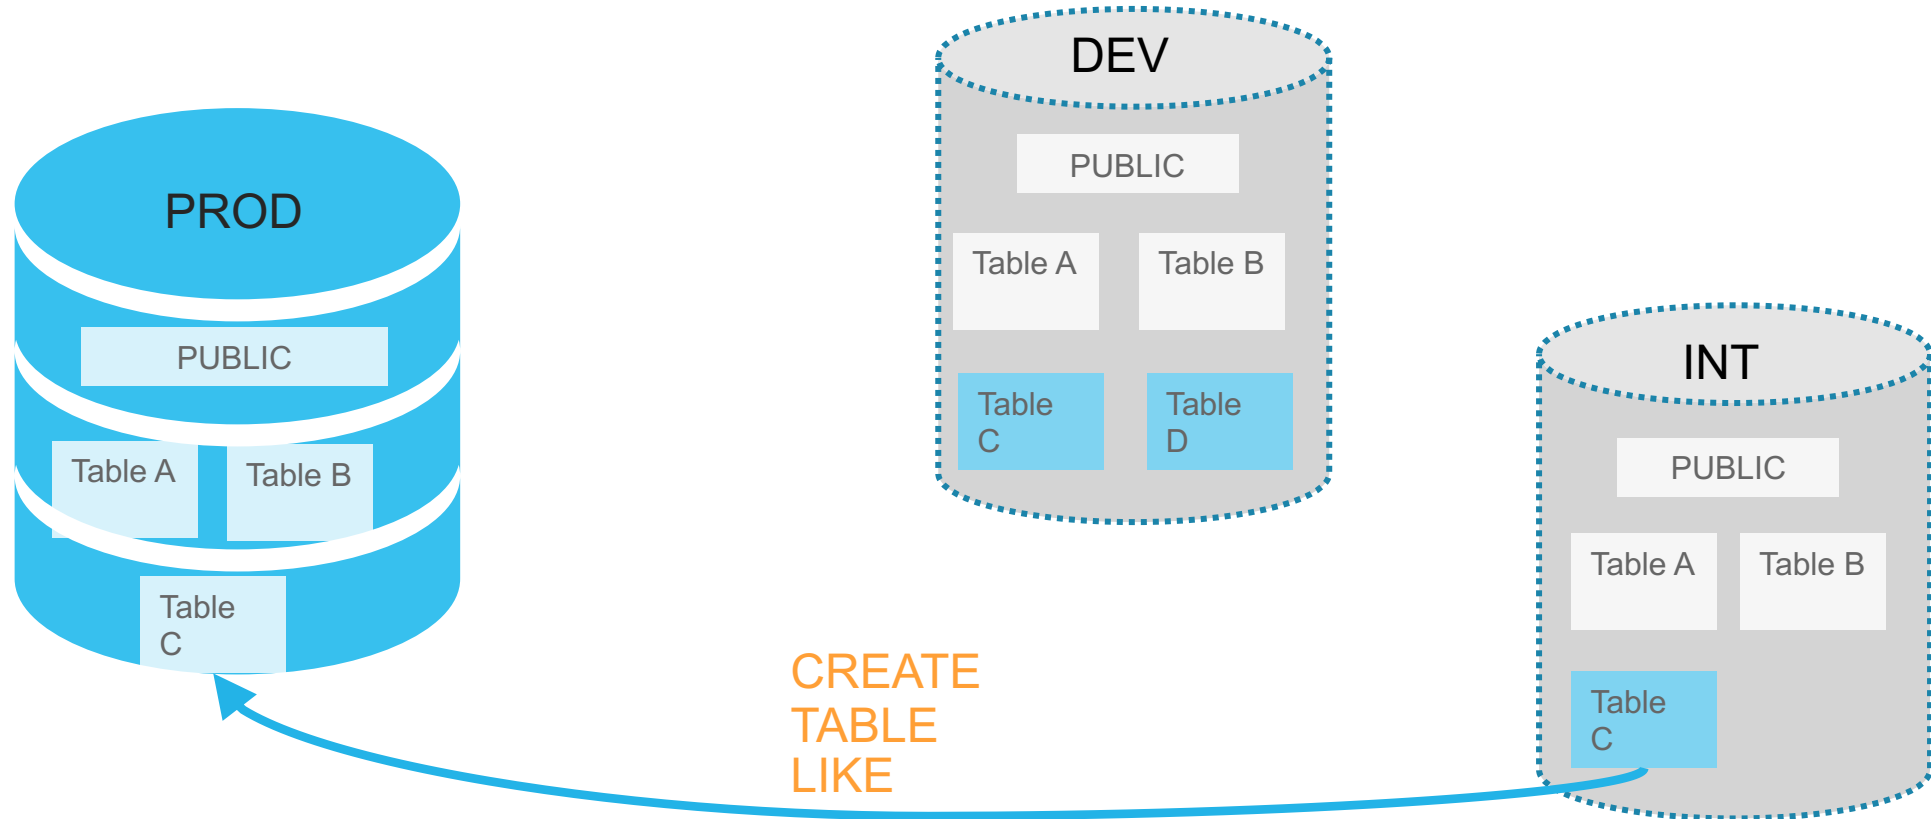 PROD
PUBLIC
Table A
Table B
Table
C
DEV
PUBLIC
Table A
Table B
Table
C
Table
D
INT
PUBLIC
Table A
Table B
Table
C
CREATE
TABLE
LIKE